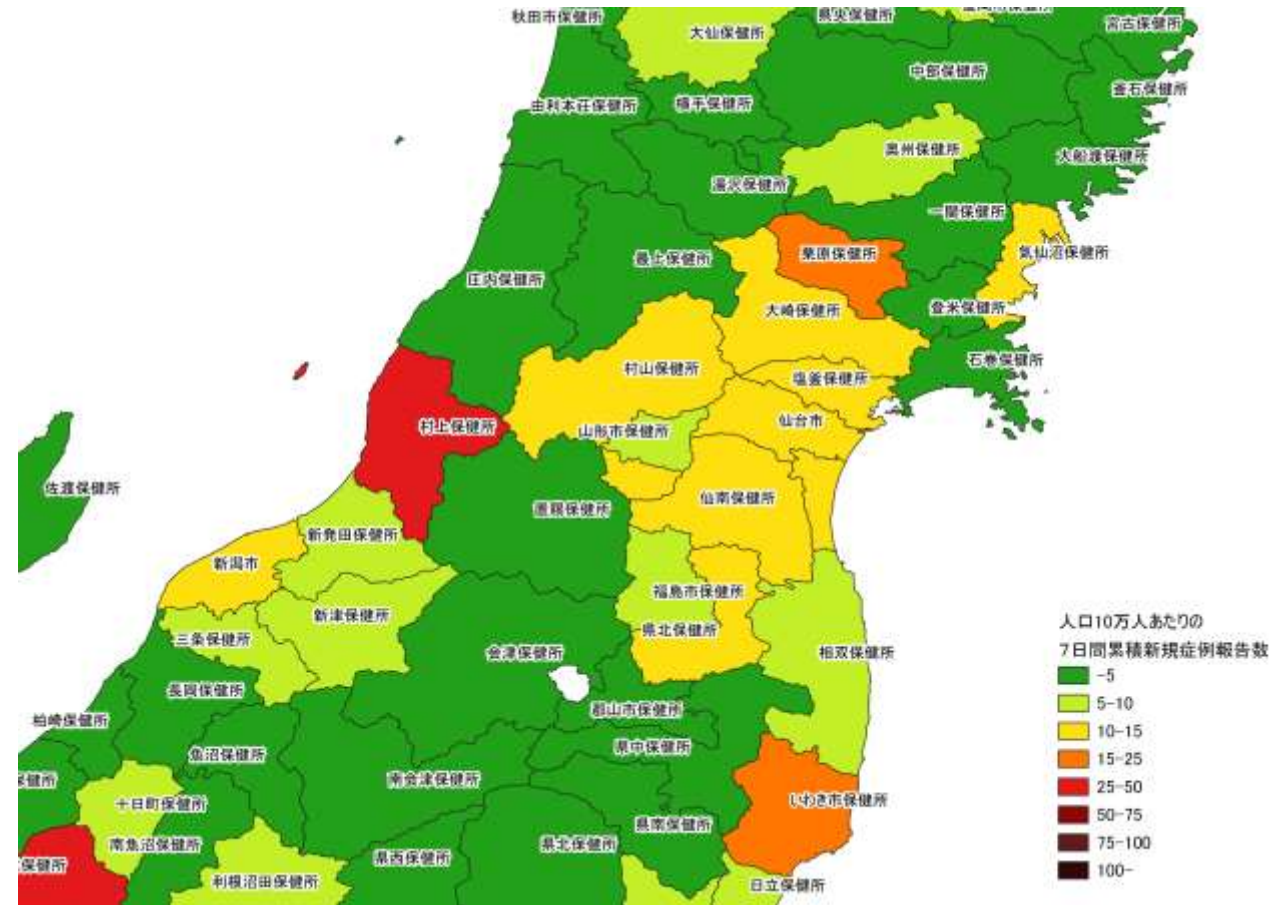 秋田市保健所
大仙保健所
県央保健所
宮古保健所
中部保健所
釜石保健所
由利本荘保健所
横手保健所
奥州保健所
大船渡保健所
湯沢保健所
一関保健所
栗原保健所
気仙沼保健所
最上保健所
庄内保健所
大崎保健所
登米保健所
石巻保健所
村山保健所
塩釜保健所
仙台市
村上保健所
山形市保健所
佐渡保健所
仙南保健所
置賜保健所
新発田保健所
新潟市
福島市保健所
新津保健所
県北保健所
三条保健所
会津保健所
相双保健所
長岡保健所
柏崎保健所
郡山市保健所
県中保健所
魚沼保健所
南会津保健所
保健所
十日町保健所
いわき市保健所
県南保健所
南魚沼保健所
県北保健所
県西保健所
保健所
利根沼田保健所
日立保健所
人口10万人あたりの
7日間累積新規症例報告数
-5
5-10
10-15
15-25
25-50
50-75
75-100
100-